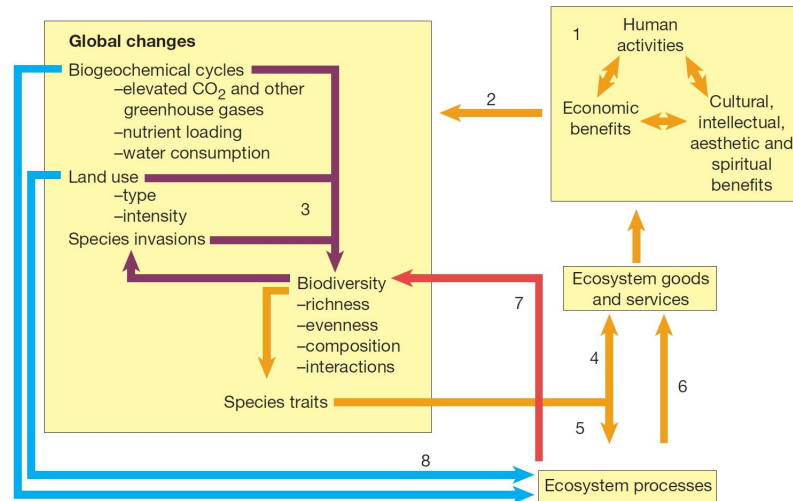 Global changes
Biogeochemical cycles
–elevated CO₂ and other
greenhouse gases
–nutrient loading
–water consumption
Land use
–type
–intensity
3
Species invasions
Biodiversity
–richness
–evenness
–composition
–interactions
Species traits
1
Human
activities
Economic
benefits
Cultural,
intellectual,
aesthetic and
spiritual
benefits
2
Ecosystem goods
and services
7
4
6
5
8
Ecosystem processes